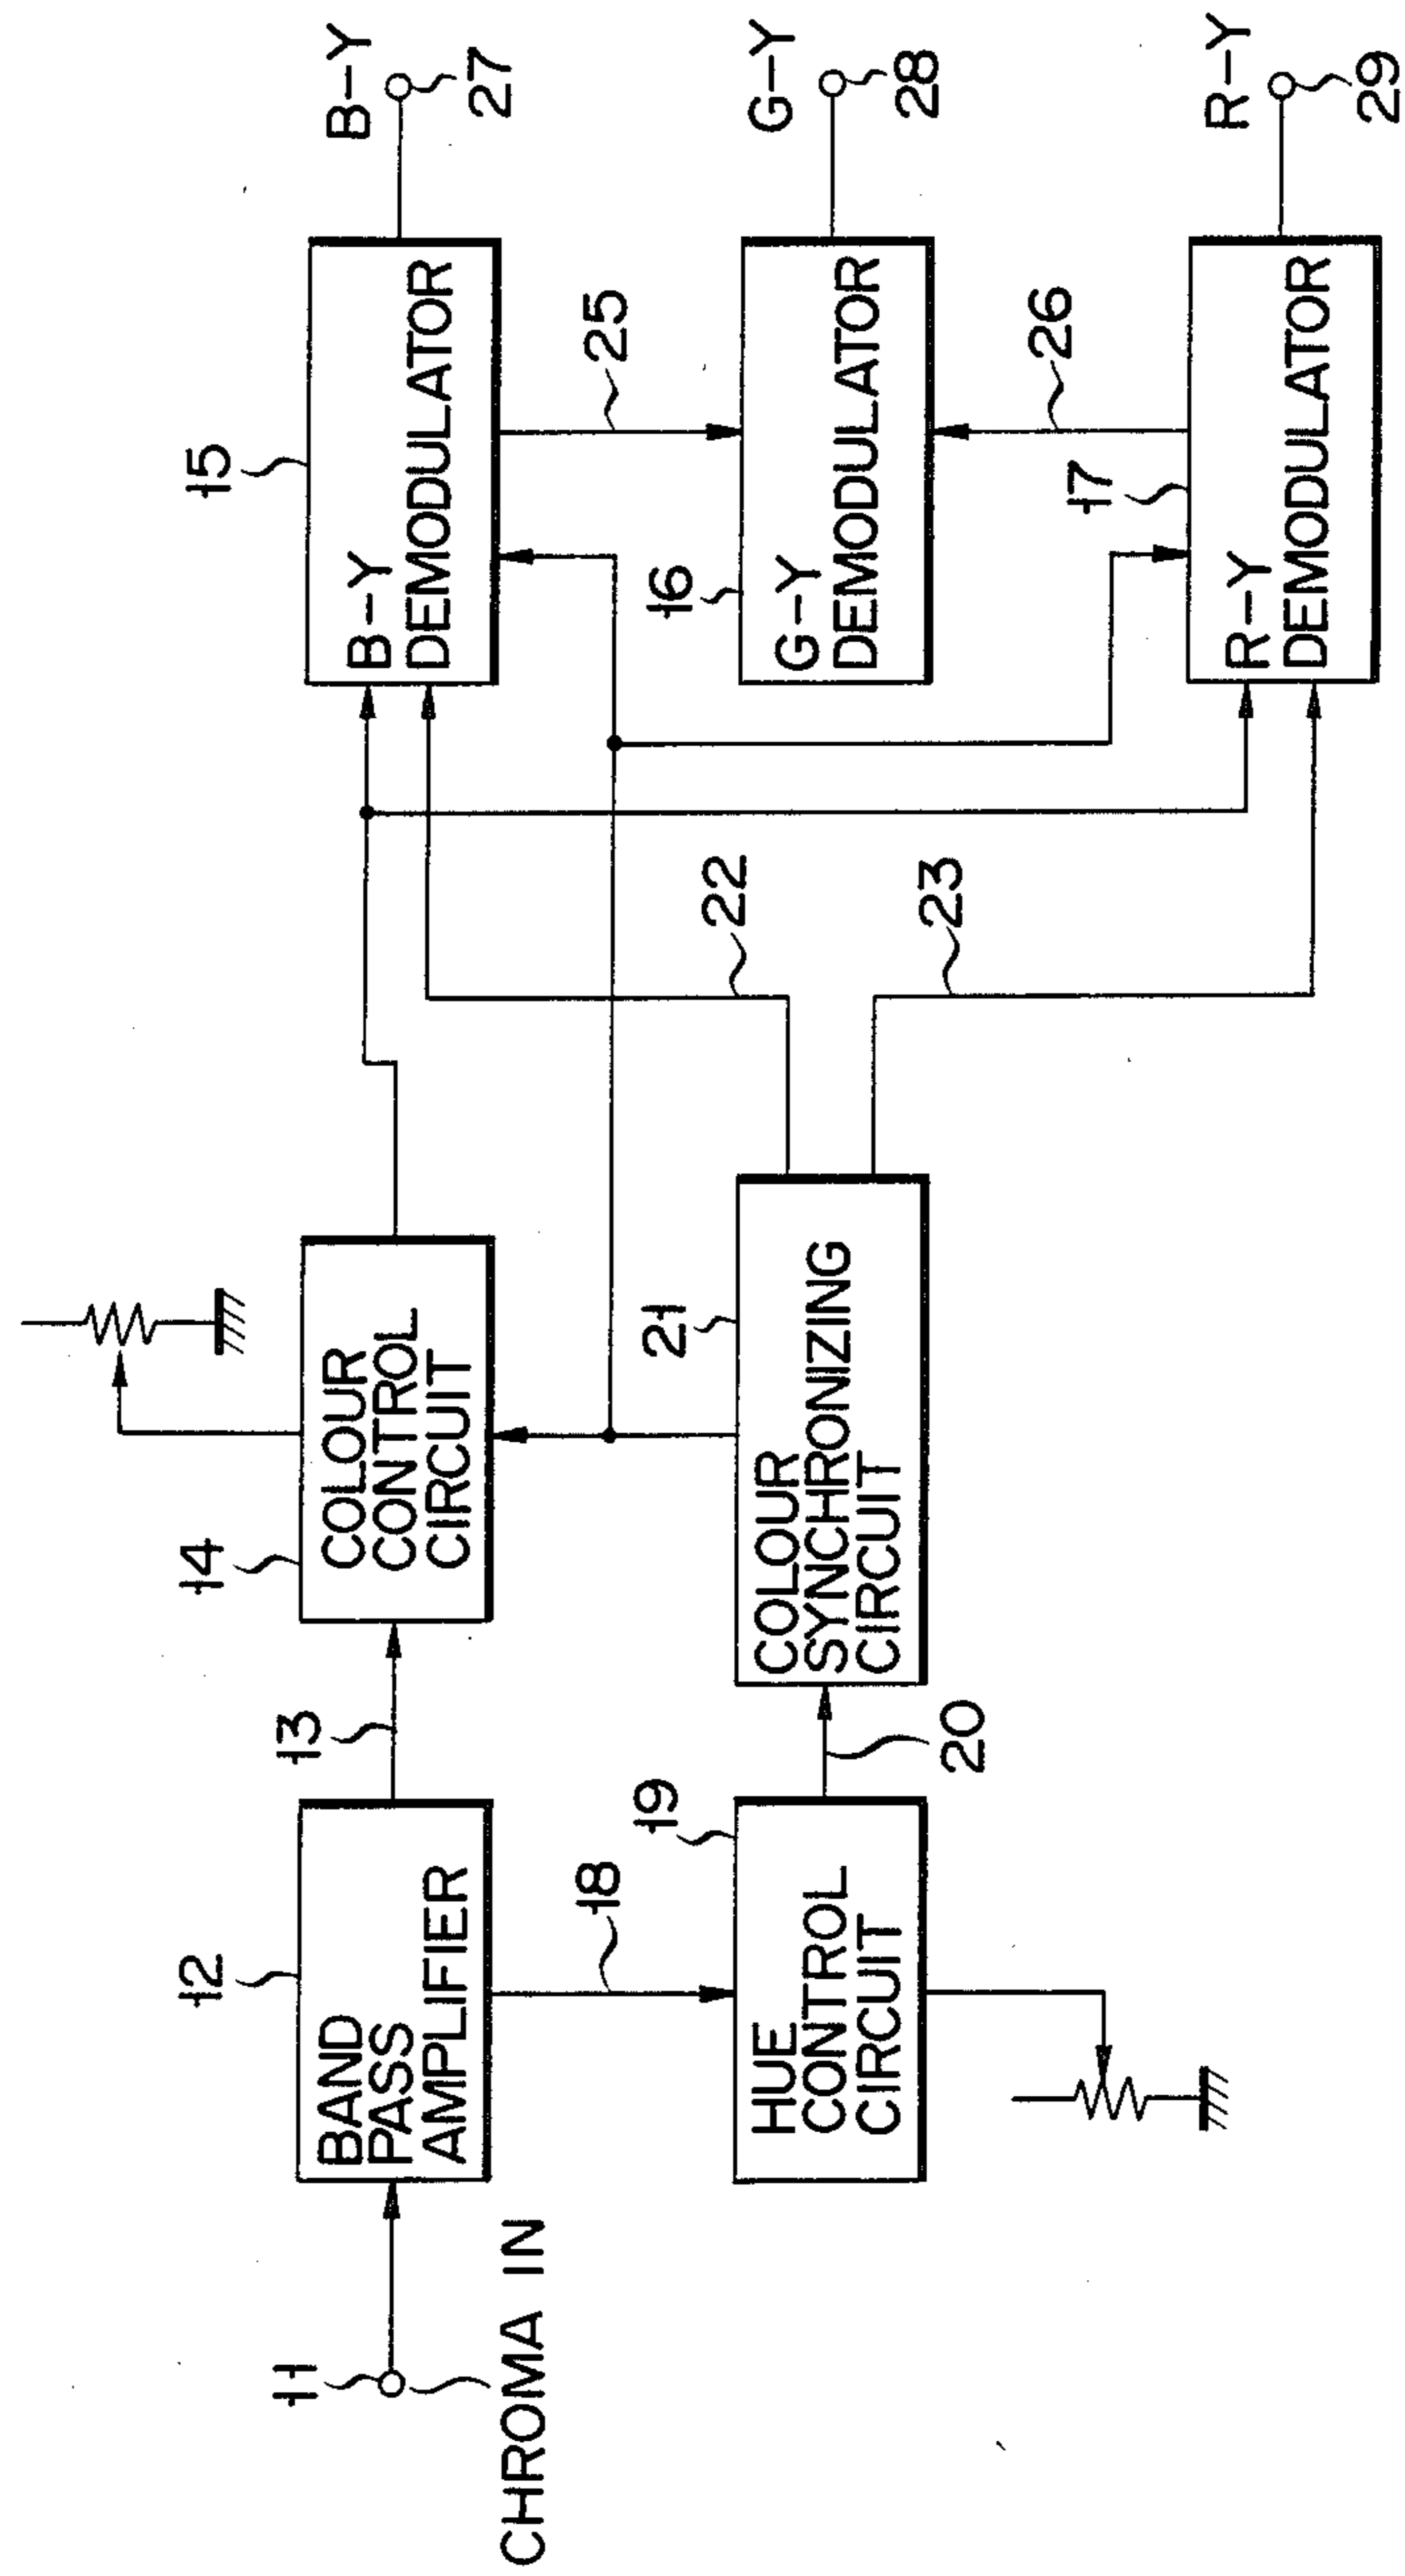 11
CHROMA IN
12
BAND
PASS
AMPLIFIER
13
14
COLOUR
CONTROL
CIRCUIT
15
B-Y
DEMODULATOR
B-Y
27
18
19
HUE
CONTROL
CIRCUIT
20
21
COLOUR
SYNCHRONIZING
CIRCUIT
22
23
25
16
G-Y
DEMODULATOR
G-Y
28
26
17
R-Y
DEMODULATOR
R-Y
29